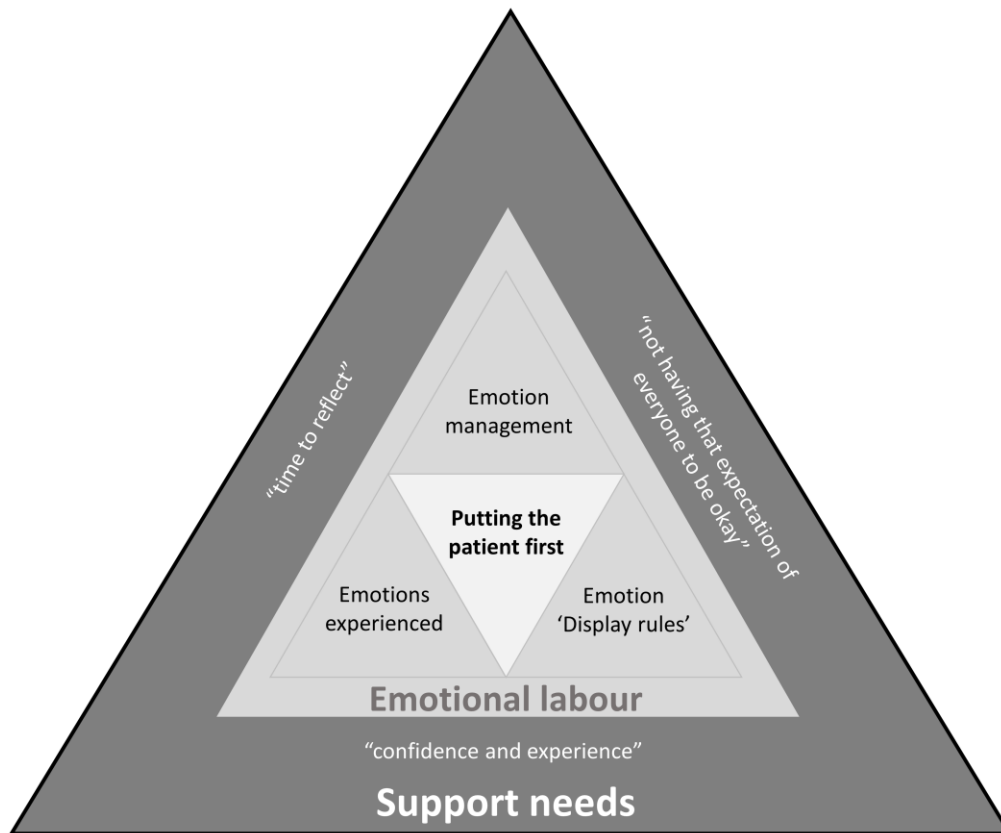 “time to reflect”
“not having that expectation of
everyone to be okay”
Emotion
management
Putting the
patient first
Emotions
experienced
Emotion
‘Display rules’
Emotional labour
“confidence and experience”
Support needs